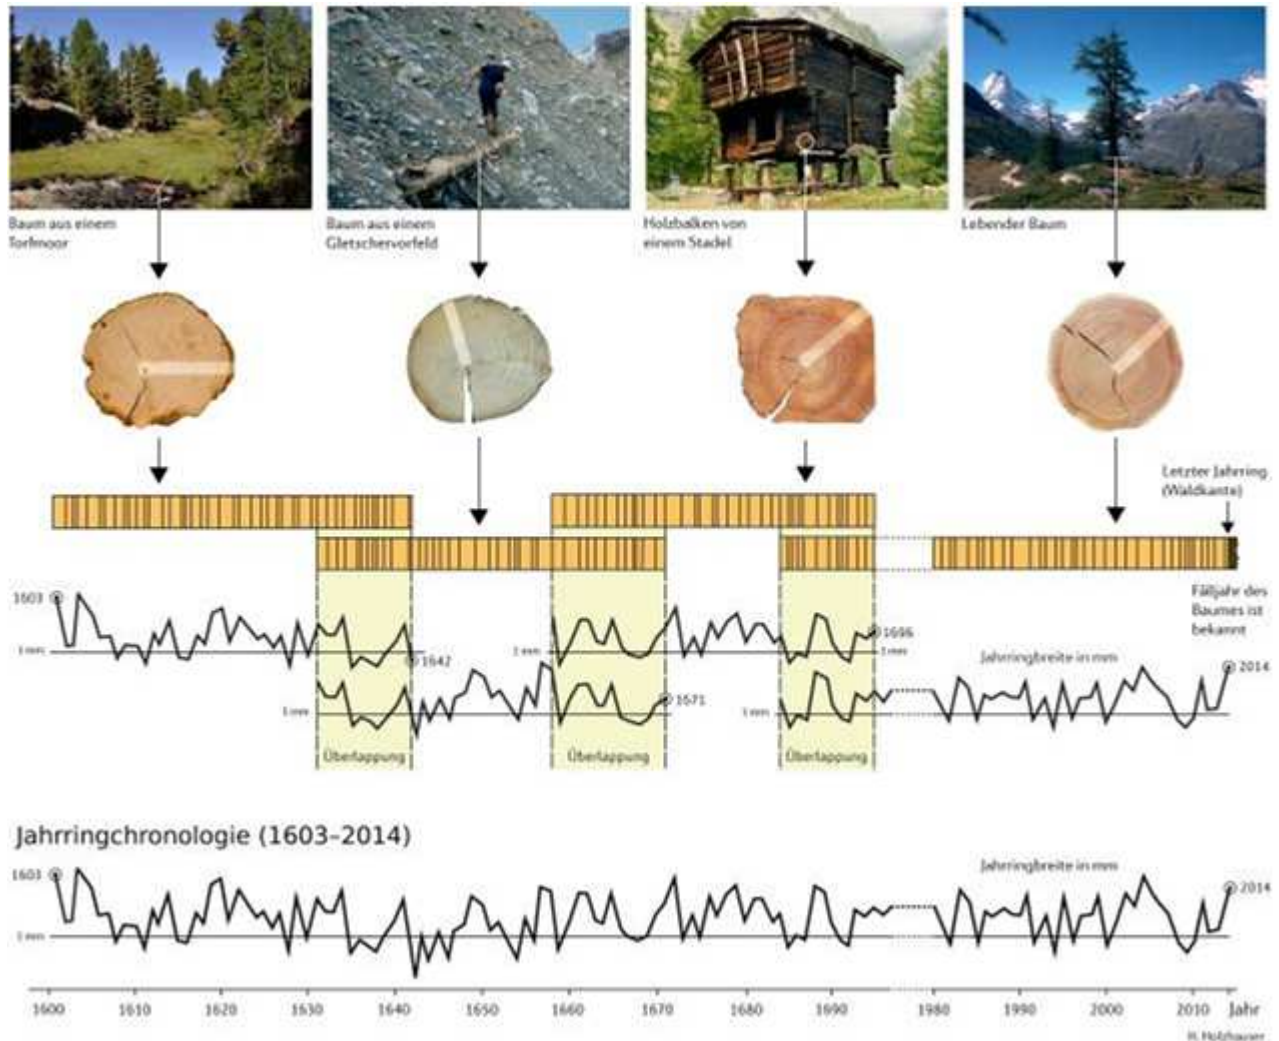 Baum aus einem
Torfmoor
Baum aus einem
Gletschervorfeld
Holzbalken von
einem Stadel
Lebender Baum
Letzter Jahrring
(Waldkante)
Fälljahr des
Baumes ist
bekannt
1603
1 mm
1642
1 mm
1671
1 mm
1696
1 mm
1 mm
Jahrringbreite in mm
2014
Überlappung
Überlappung
Überlappung
Jahrringchronologie (1603–2014)
1603
1 mm
Jahrringbreite in mm
2014
1600 1610 1620 1630 1640 1650 1660 1670 1680 1690 1980 1990 2000 2010 Jahr
H. Holzhauser